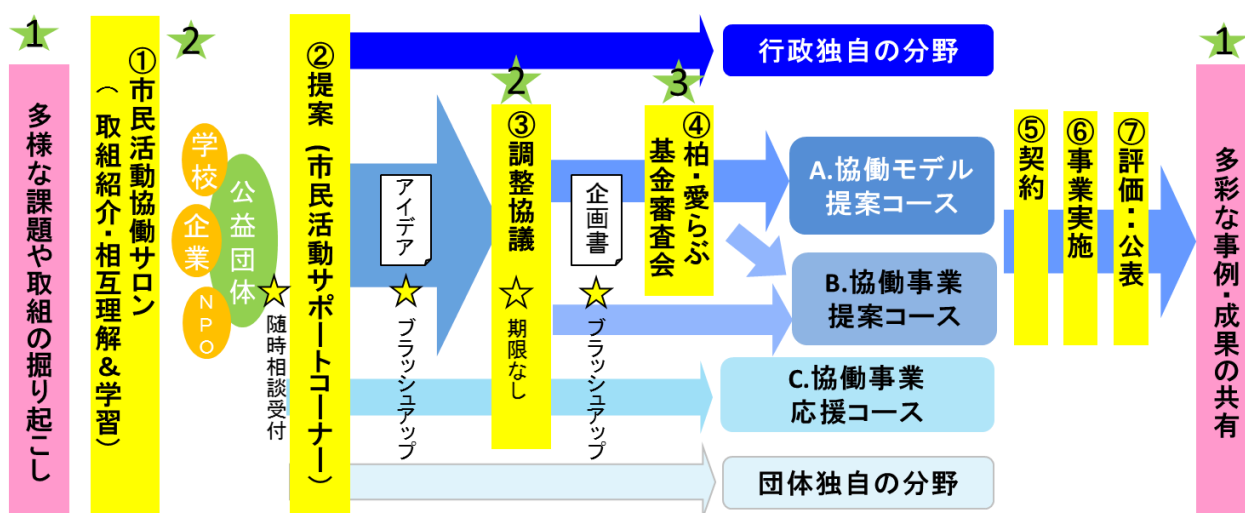 1
多様な課題や取組の掘り起こし
①市民活動協働サロン
（ 取組紹介・相互理解＆学習）
2
学校
企業
NPO
公益団体
随時相談受付
②提案（市民活動サポートコーナー）
アイデア
ブラッシュアップ
2
③調整協議
期限なし
企画書
ブラッシュアップ
3
④柏・愛らぶ
基金審査会
行政独自の分野
A.協働モデル
提案コース
B.協働事業
提案コース
C.協働事業
応援コース
団体独自の分野
⑤契約
⑥事業実施
⑦評価・公表
1
多彩な事例・成果の共有